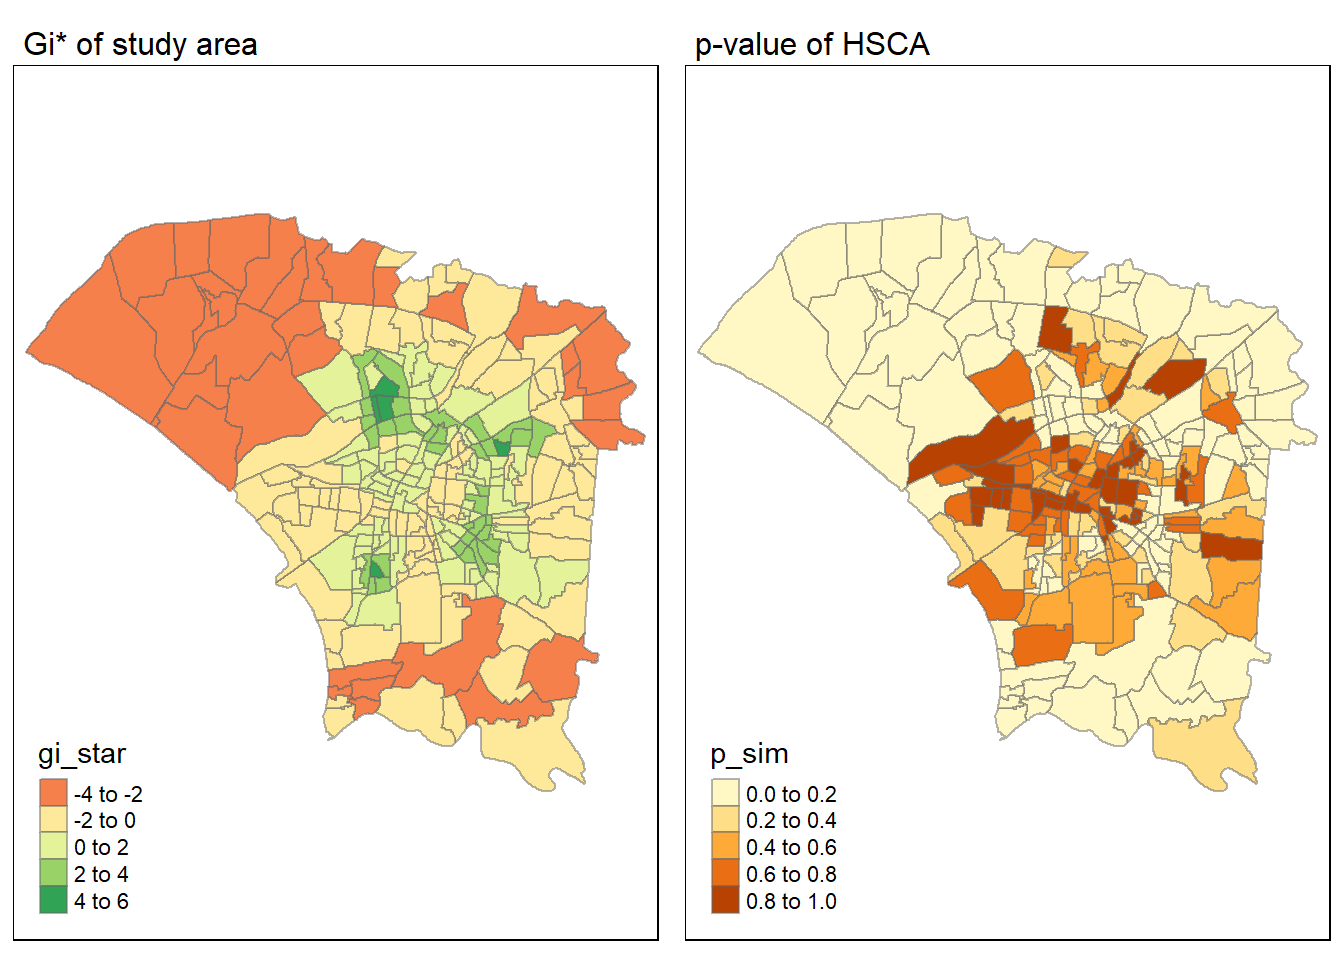 Gi* of study area
gi_star
-4 to -2
-2 to 0
0 to 2
2 to 4
4 to 6
p-value of HSCA
p_sim
0.0 to 0.2
0.2 to 0.4
0.4 to 0.6
0.6 to 0.8
0.8 to 1.0